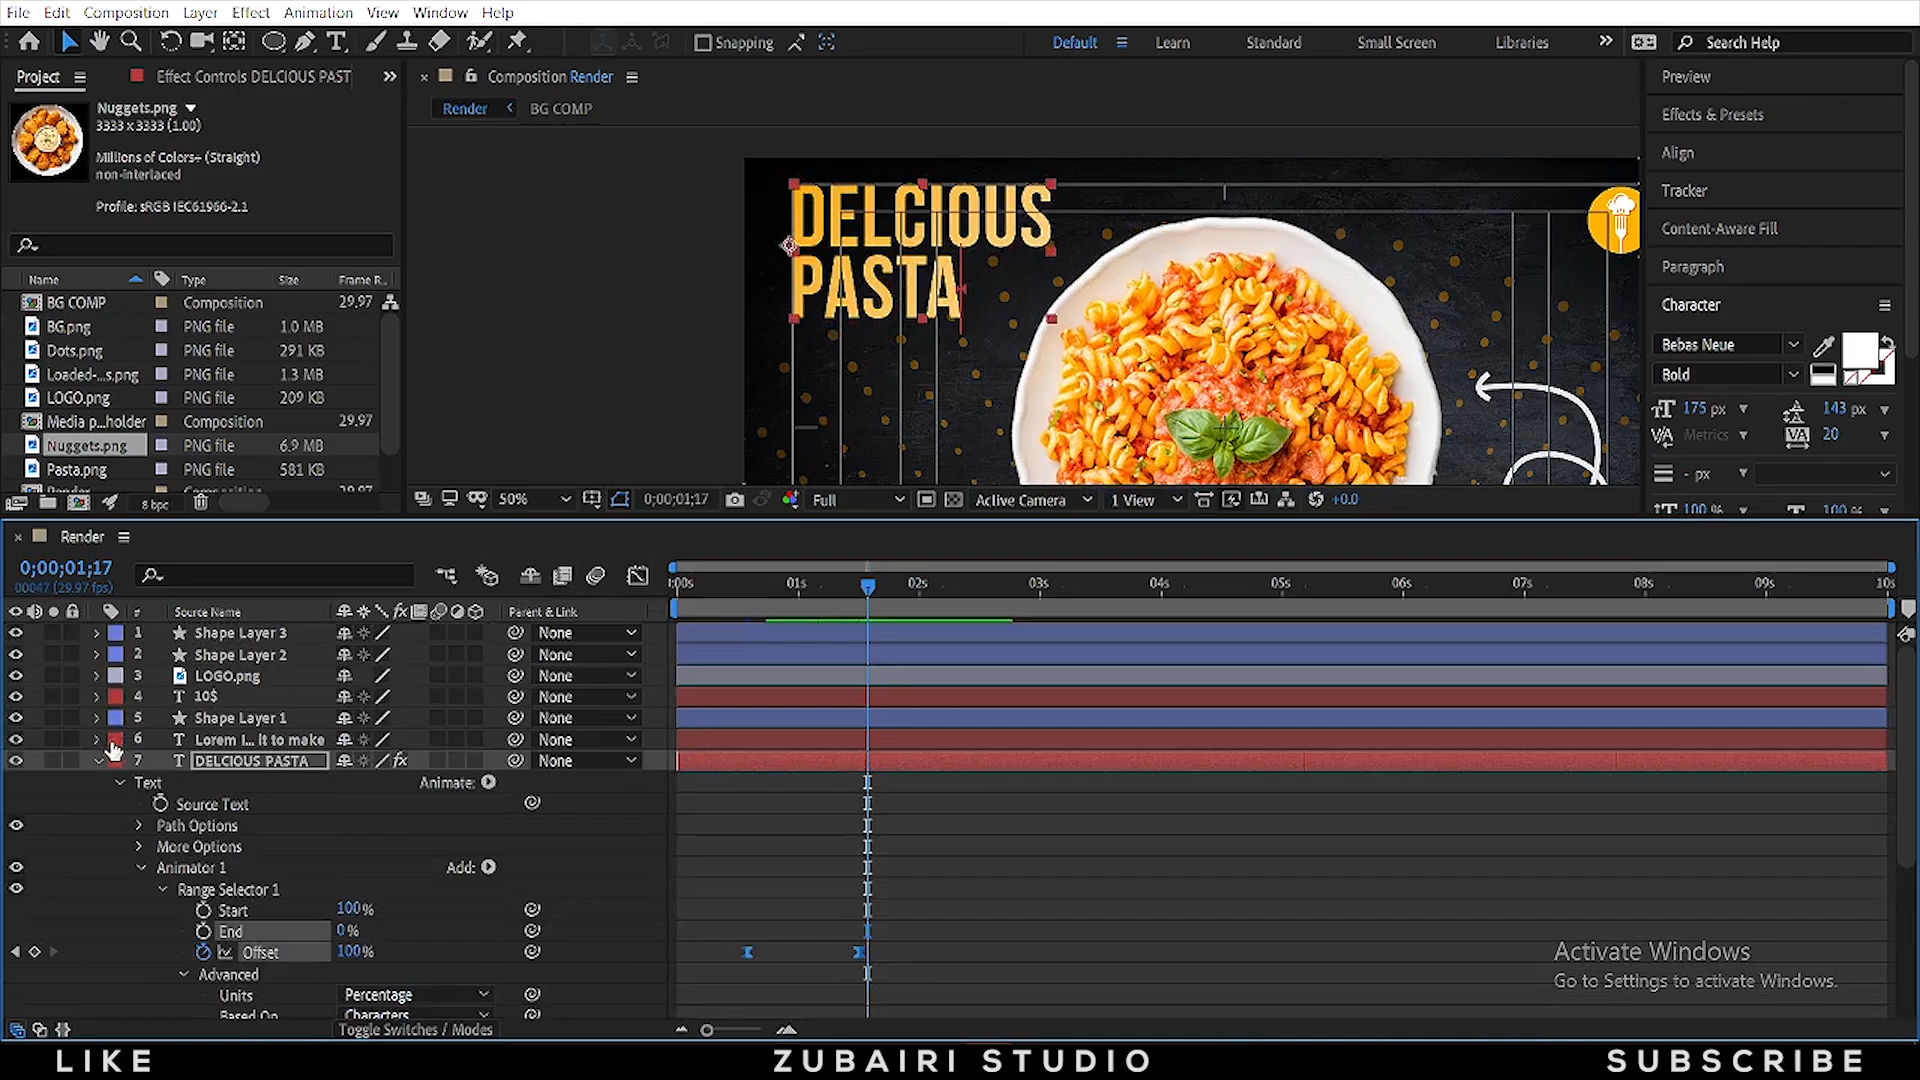 File Edit Composition Layer Effect Animation View Window Help
Snapping Default Learn Standard Small Screen Libraries Search Help
Project Effect Controls DELCIOUS PAST
Composition Render
Render BG COMP
Nuggets.png
3333 x 3333 (1.00)
Millions of Colors+ (Straight)
non-interlaced
Profile: sRGB IEC61966-2.1
Name Type Size Frame R..
BG COMP Composition 29.97
BG.png PNG file 1.0 MB
Dots.png PNG file 291 KB
Loaded-...s.png PNG file 1.3 MB
LOGO.png PNG file 209 KB
Media p...holder Composition 29.97
Nuggets.png PNG file 6.9 MB
Pasta.png PNG file 581 KB
8 bpc
DELCIOUS
PASTA
50% 0;00;01;17 Full Active Camera 1 View +0.0
Preview
Effects & Presets
Align
Tracker
Content-Aware Fill
Paragraph
Character
Bebas Neue
Bold
175 px 143 px
Metrics 20
- px
100 % 100 %
Render
0;00;01;17
00047 (29.97 fps)
:00s 01s 02s 03s 04s 05s 06s 07s 08s 09s 10s
# Source Name fx Parent & Link
1 Shape Layer 3 None
2 Shape Layer 2 None
3 LOGO.png None
4 T 10$ None
5 Shape Layer 1 None
6 T Lorem I... it to make None
7 T DELCIOUS PASTA fx None
Text Animate:
Source Text
Path Options
More Options
Animator 1 Add:
Range Selector 1
Start 100%
End 0%
Offset 100%
Advanced
Units Percentage
Based On Characters
Toggle Switches / Modes
Activate Windows
Go to Settings to activate Windows.
LIKE ZUBAIRI STUDIO SUBSCRIBE